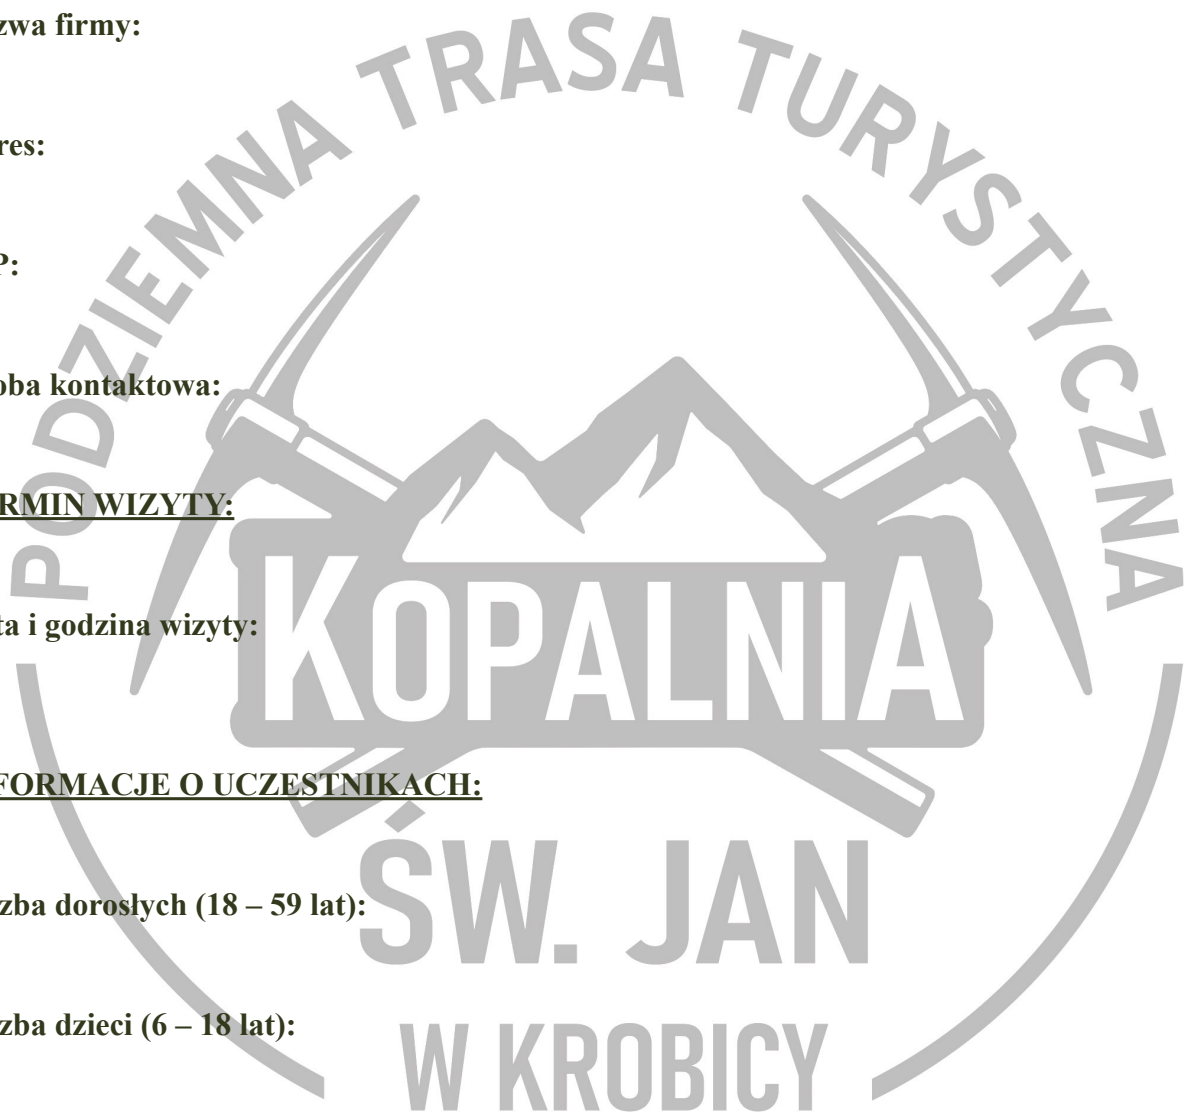 zwa firmy:
res:
P:
oba kontaktowa:
RMIN WIZYTY:
ta i godzina wizyty:
FORMACJE O UCZESTNIKACH:
zba dorosłych (18 – 59 lat):
zba dzieci (6 – 18 lat):
PODZIEMNA TRASA TURYSTYCZNA
KOPALNIA
ŚW. JAN
W KROBICY